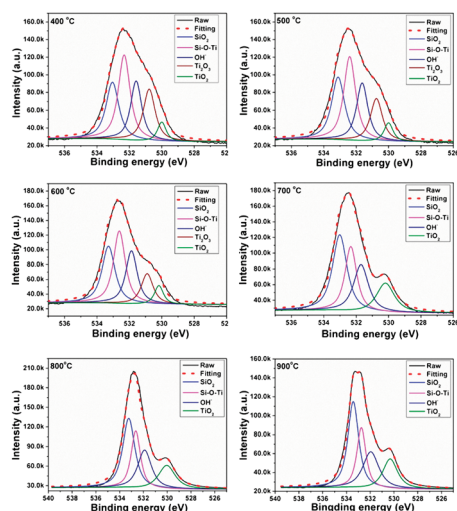 400 °C
Raw
Fitting
SiO2
Si-O-Ti
OH-
Ti2O3
TiO2
160.0k
140.0k
120.0k
100.0k
80.0k
60.0k
40.0k
20.0k
Intensity (a.u.)
536 534 532 530 528 52
Binding energy (eV)
500 °C
Raw
Fitting
SiO2
Si-O-Ti
OH-
Ti2O3
TiO2
160.0k
140.0k
120.0k
100.0k
80.0k
60.0k
40.0k
20.0k
Intensity (a.u.)
536 534 532 530 528 526
Binding energy (eV)
600 °C
Raw
Fitting
SiO2
Si-O-Ti
OH-
Ti2O3
TiO2
180.0k
160.0k
140.0k
120.0k
100.0k
80.0k
60.0k
40.0k
20.0k
Intensity (a.u.)
536 534 532 530 528 52
Binding energy (eV)
700 °C
Raw
Fitting
SiO2
Si-O-Ti
OH-
TiO2
160.0k
120.0k
80.0k
40.0k
Intensity (a.u.)
536 534 532 530 528 526
Binding energy (eV)
800°C
Raw
Fitting
SiO2
Si-O-Ti
OH-
TiO2
210.0k
180.0k
150.0k
120.0k
90.0k
60.0k
30.0k
Intensity (a.u.)
540 538 536 534 532 530 528 526
Binding energy (eV)
900°C
Raw
Fitting
SiO2
Si-O-Ti
OH-
TiO2
160.0k
140.0k
120.0k
100.0k
80.0k
60.0k
40.0k
20.0k
Intensity (a.u.)
540 538 536 534 532 530 528 526
Bingding energy (eV)